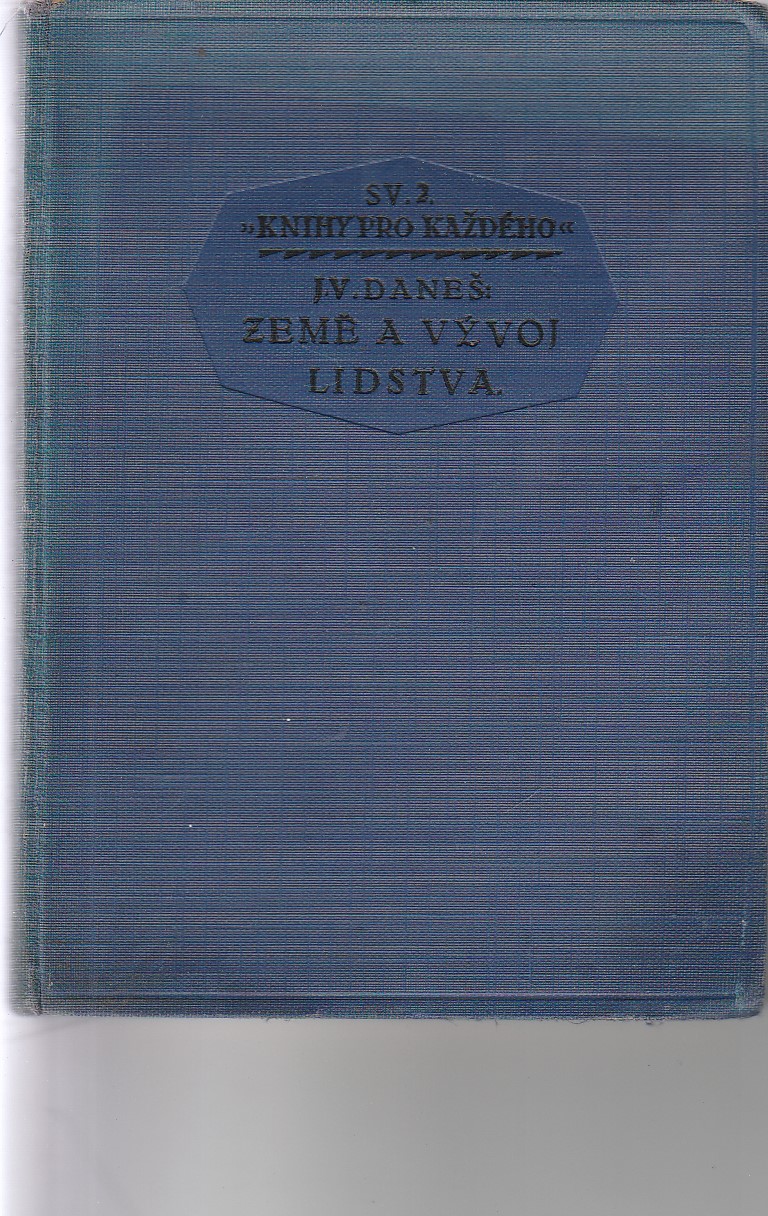 SV. 2.
»KNIHY PRO KAŽDÉHO«
J.V. DANEŠ:
ZEMĚ A VÝVOJ
LIDSTVA.